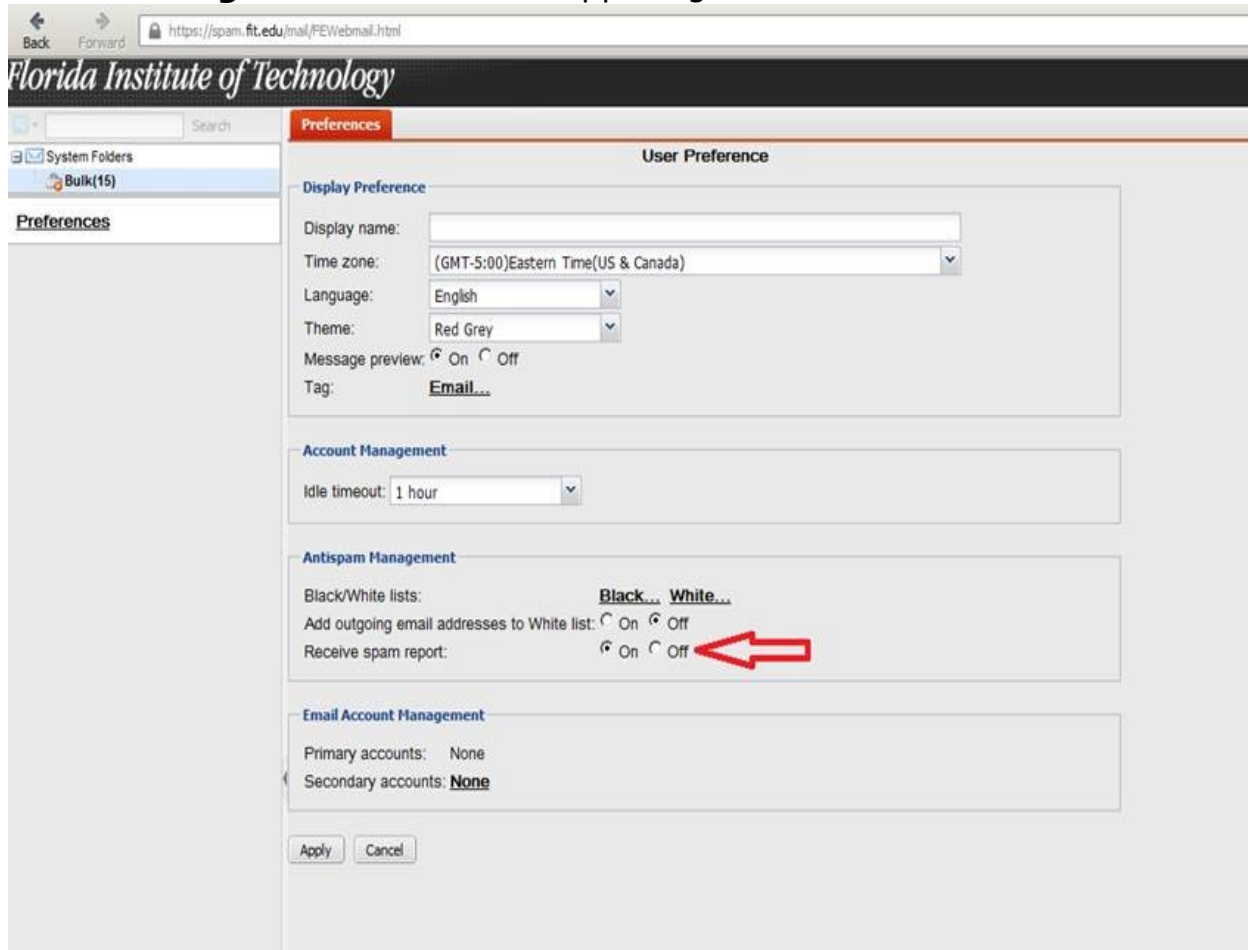 Back Forward https://spam.fit.edu/mail/FEWebmail.html
Florida Institute of Technology
Search
Preferences
System Folders
Bulk(15)
Preferences
User Preference
Display Preference
Display name:
Time zone: (GMT-5:00)Eastern Time(US & Canada)
Language: English
Theme: Red Grey
Message preview: On Off
Tag: Email...
Account Management
Idle timeout: 1 hour
Antispam Management
Black/White lists: Black... White...
Add outgoing email addresses to White list: On Off
Receive spam report: On Off
Email Account Management
Primary accounts: None
Secondary accounts: None
Apply Cancel